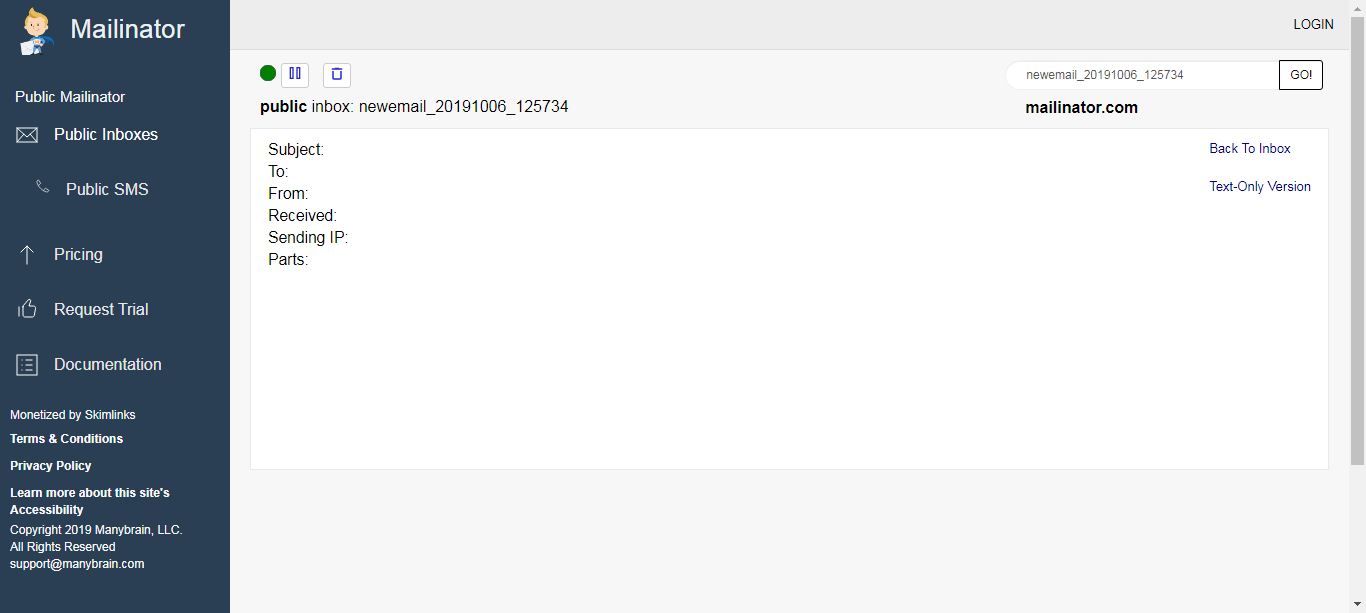 Mailinator
LOGIN
Public Mailinator
Public Inboxes
Public SMS
Pricing
Request Trial
Documentation
Monetized by Skimlinks
Terms & Conditions
Privacy Policy
Learn more about this site's
Accessibility
Copyright 2019 Manybrain, LLC.
All Rights Reserved
support@manybrain.com
newemail_20191006_125734
GO!
public inbox: newemail_20191006_125734
mailinator.com
Subject:
To:
From:
Received:
Sending IP:
Parts:
Back To Inbox
Text-Only Version